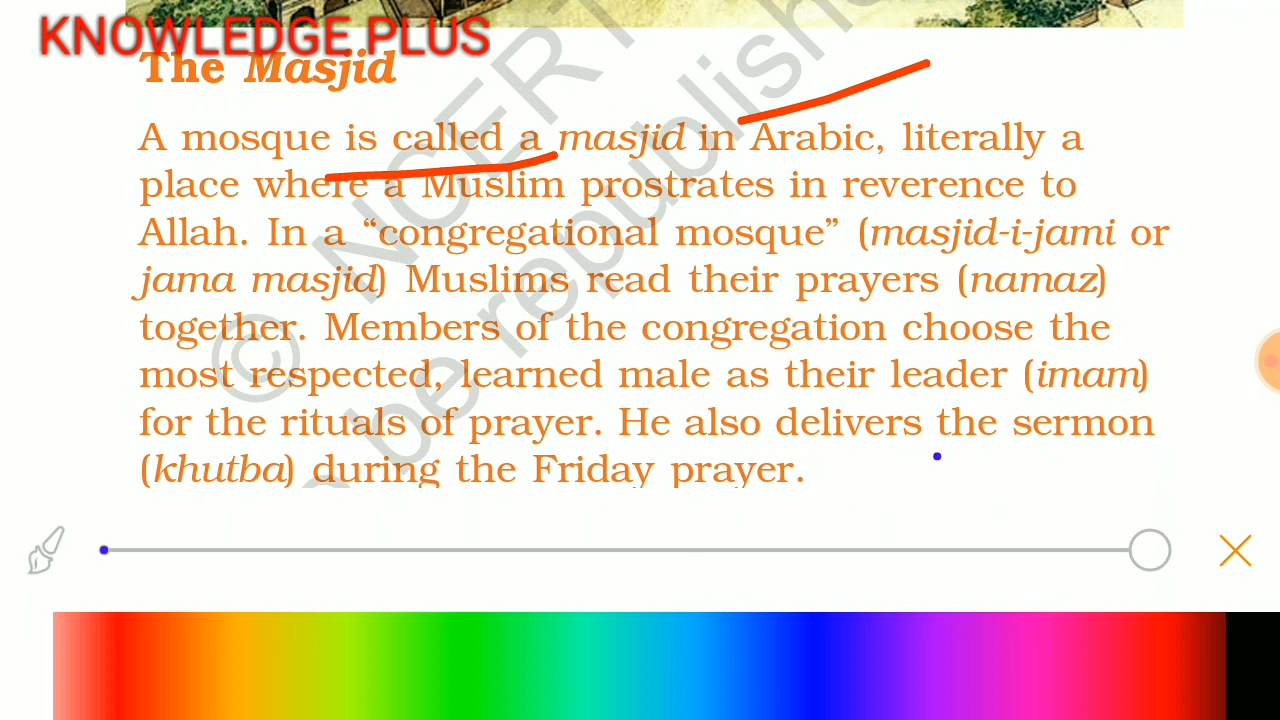 KNOWLEDGE PLUS
The Masjid
A mosque is called a masjid in Arabic, literally a
place where a Muslim prostrates in reverence to
Allah. In a “congregational mosque” (masjid-i-jami or
jama masjid) Muslims read their prayers (namaz)
together. Members of the congregation choose the
most respected, learned male as their leader (imam)
for the rituals of prayer. He also delivers the sermon
(khutba) during the Friday prayer.
© NCERT
be republishe